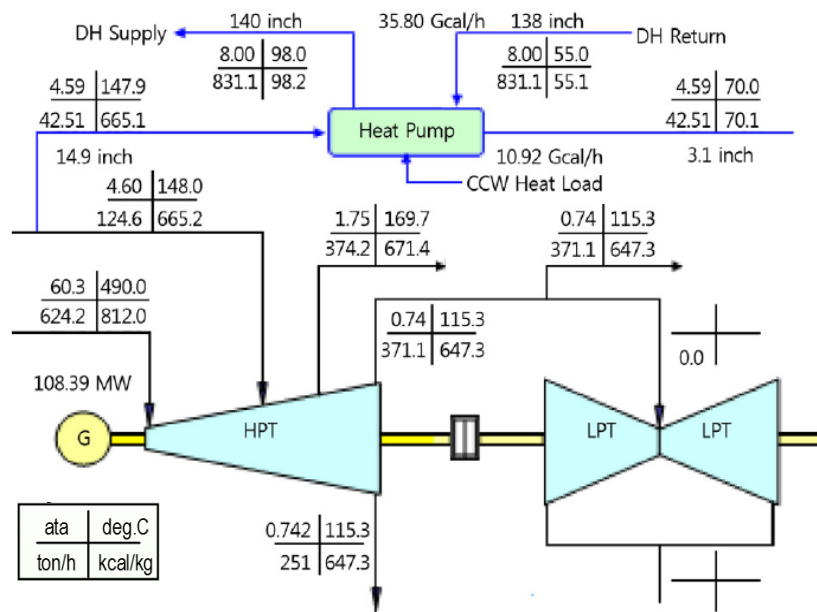 140 inch 35.80 Gcal/h 138 inch
DH Supply DH Return
8.00 98.0
831.1 98.2
8.00 55.0
831.1 55.1
4.59 147.9
42.51 665.1
4.59 70.0
42.51 70.1
Heat Pump
14.9 inch
10.92 Gcal/h
3.1 inch
CCW Heat Load
4.60 148.0
124.6 665.2
1.75 169.7
374.2 671.4
0.74 115.3
371.1 647.3
60.3 490.0
624.2 812.0
0.74 115.3
371.1 647.3
0.0
108.39 MW
G
HPT
LPT
LPT
ata deg.C
ton/h kcal/kg
0.742 115.3
251 647.3